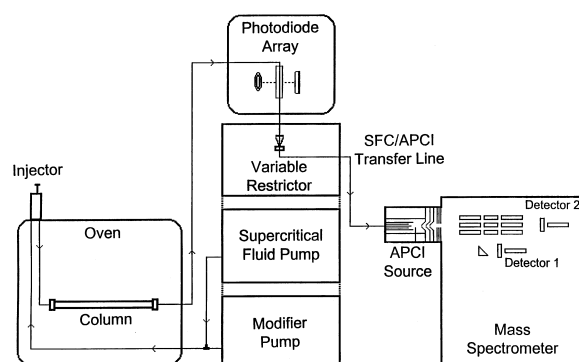 Photodiode
Array
SFC/APCI
Transfer Line
Variable
Restrictor
Injector
Oven
Supercritical
Fluid Pump
Column
Modifier
Pump
APCI
Source
Detector 2
Detector 1
Mass
Spectrometer